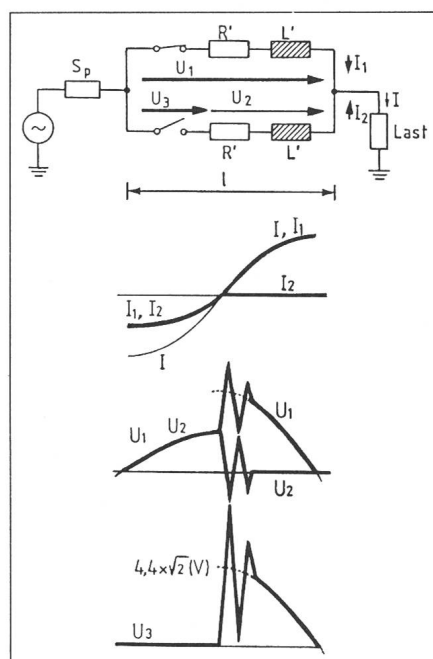 R' L'
Sp
U1
I1
U3 U2
I2
I
Last
R' L'
l
I, I1
I2
I1, I2
I
U1
U1 U2
U2
4,4×√2(V)
U3